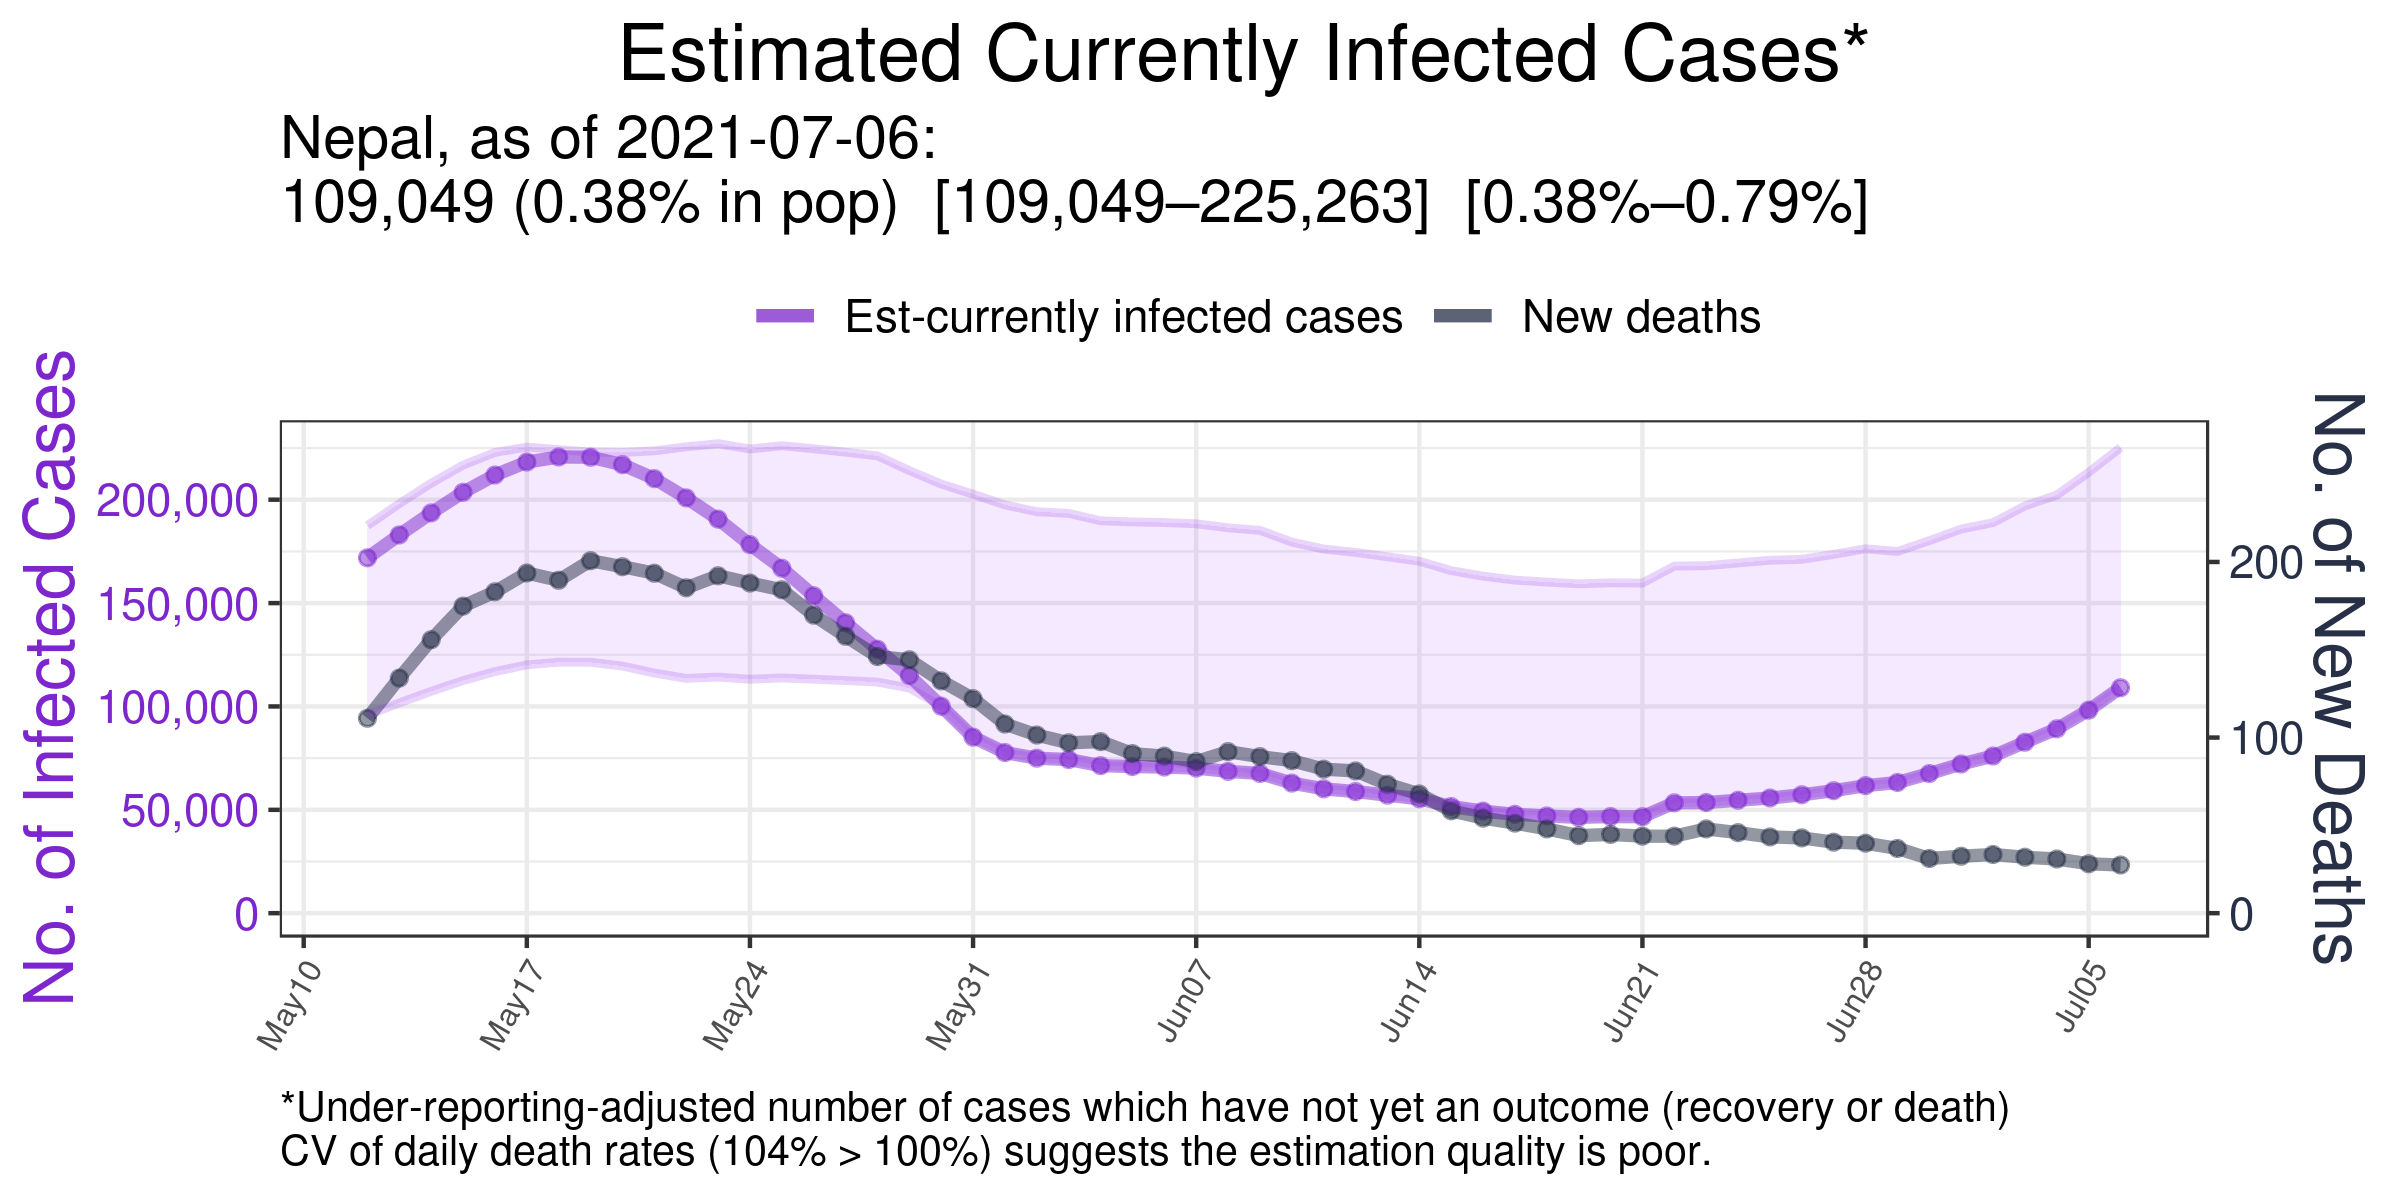 Estimated Currently Infected Cases*
Nepal, as of 2021-07-06:
109,049 (0.38% in pop) [109,049–225,263] [0.38%–0.79%]
Est-currently infected cases
New deaths
No. of Infected Cases
200,000
150,000
100,000
50,000
0
No. of New Deaths
200
100
0
May10
May17
May24
May31
Jun07
Jun14
Jun21
Jun28
Jul05
*Under-reporting-adjusted number of cases which have not yet an outcome (recovery or death)
CV of daily death rates (104% > 100%) suggests the estimation quality is poor.